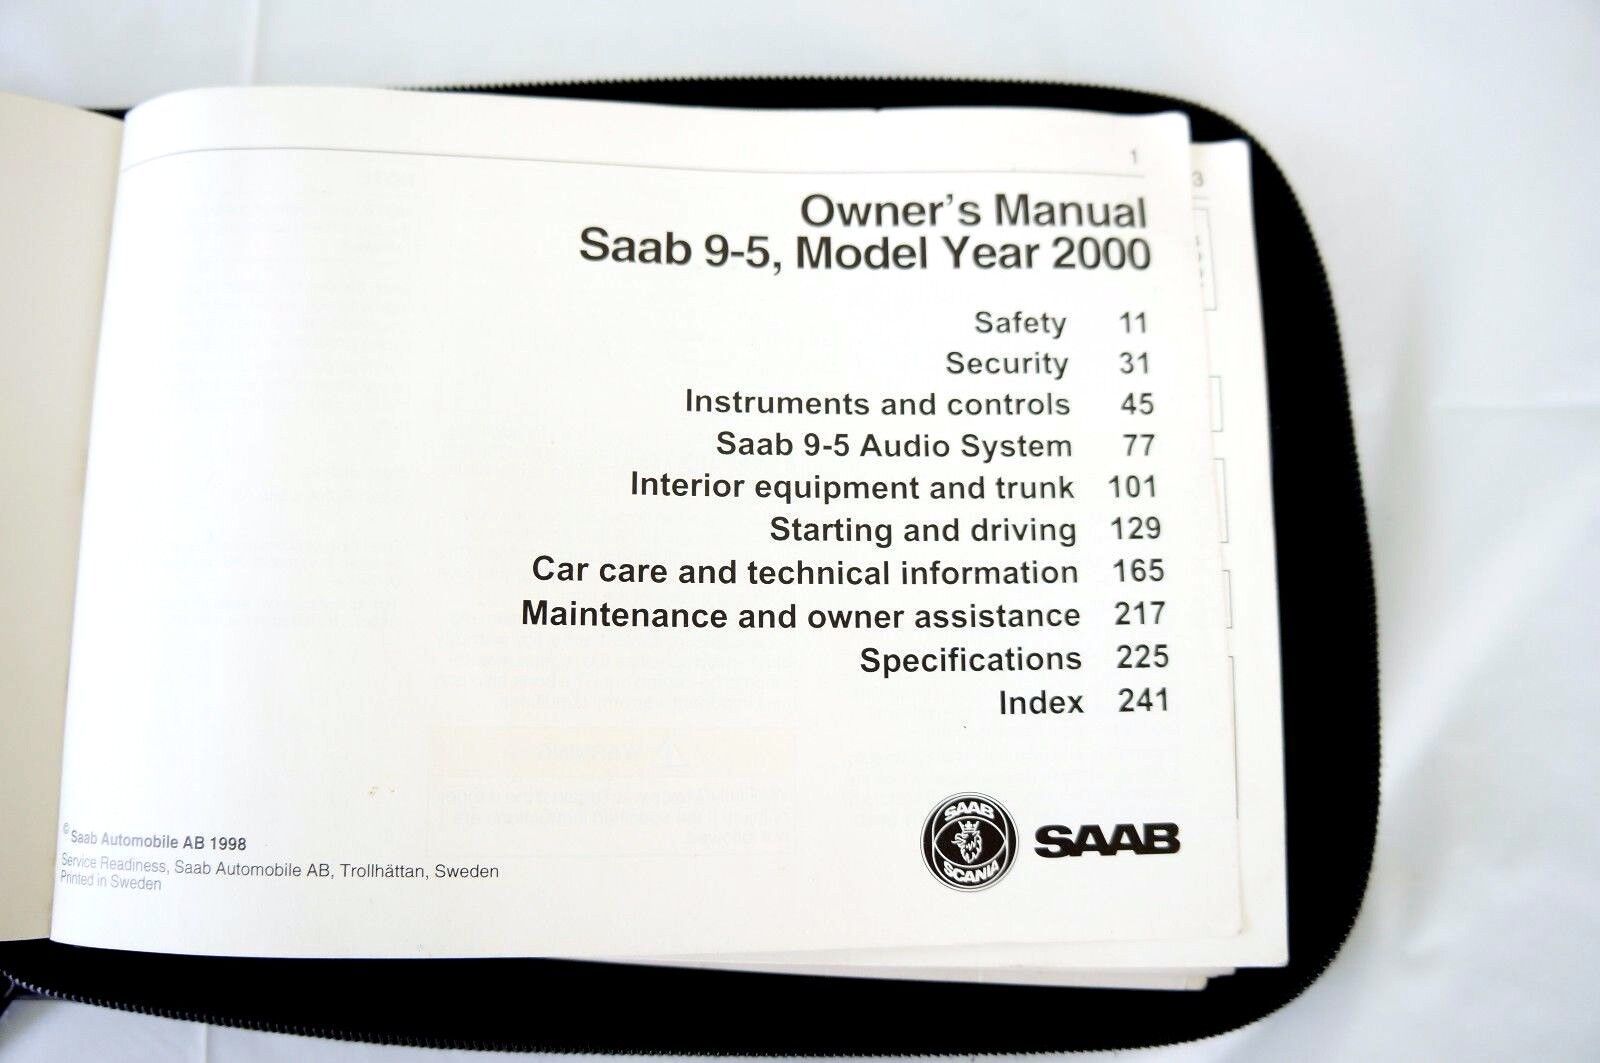 1
3
Owner's Manual
Saab 9-5, Model Year 2000
Safety 11
Security 31
Instruments and controls 45
Saab 9-5 Audio System 77
Interior equipment and trunk 101
Starting and driving 129
Car care and technical information 165
Maintenance and owner assistance 217
Specifications 225
Index 241
SAAB
SCANIA
SAAB
© Saab Automobile AB 1998
Service Readiness, Saab Automobile AB, Trollhättan, Sweden
Printed in Sweden